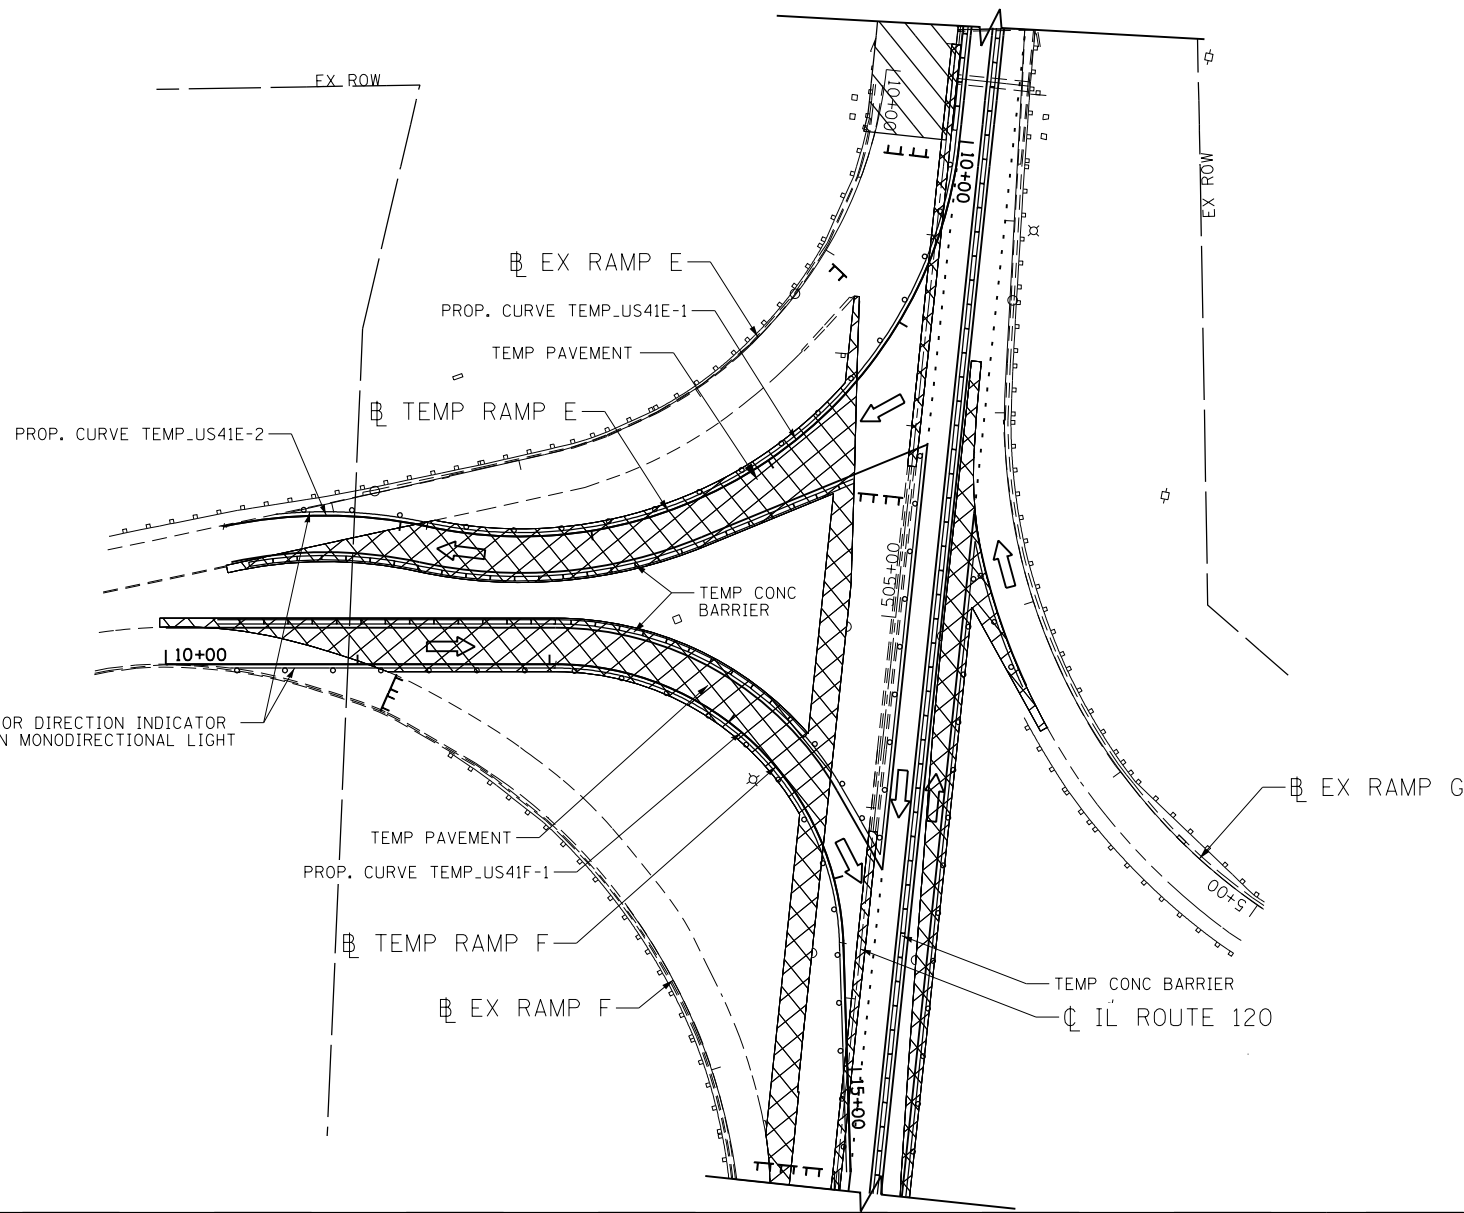 EX ROW
10+00
10+00
EX ROW
℄ EX RAMP E
PROP. CURVE TEMP_US41E-1
TEMP PAVEMENT
℄ TEMP RAMP E
PROP. CURVE TEMP_US41E-2
505+00
TEMP CONC
BARRIER
10+00
OR DIRECTION INDICATOR
N MONODIRECTIONAL LIGHT
℄ EX RAMP G
TEMP PAVEMENT
PROP. CURVE TEMP_US41F-1
5+00
℄ TEMP RAMP F
TEMP CONC BARRIER
℄ EX RAMP F
℄ IL ROUTE 120
15+00